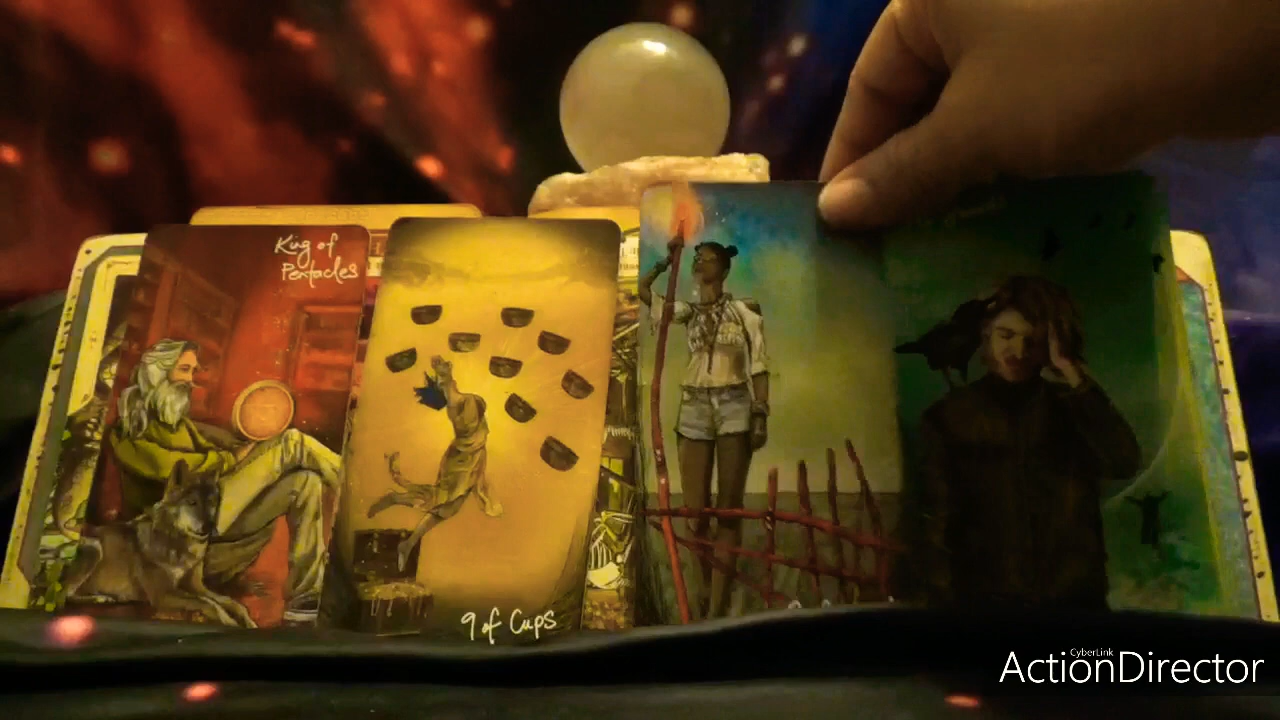 King of
Pentacles
9 of Cups
CyberLink
ActionDirector